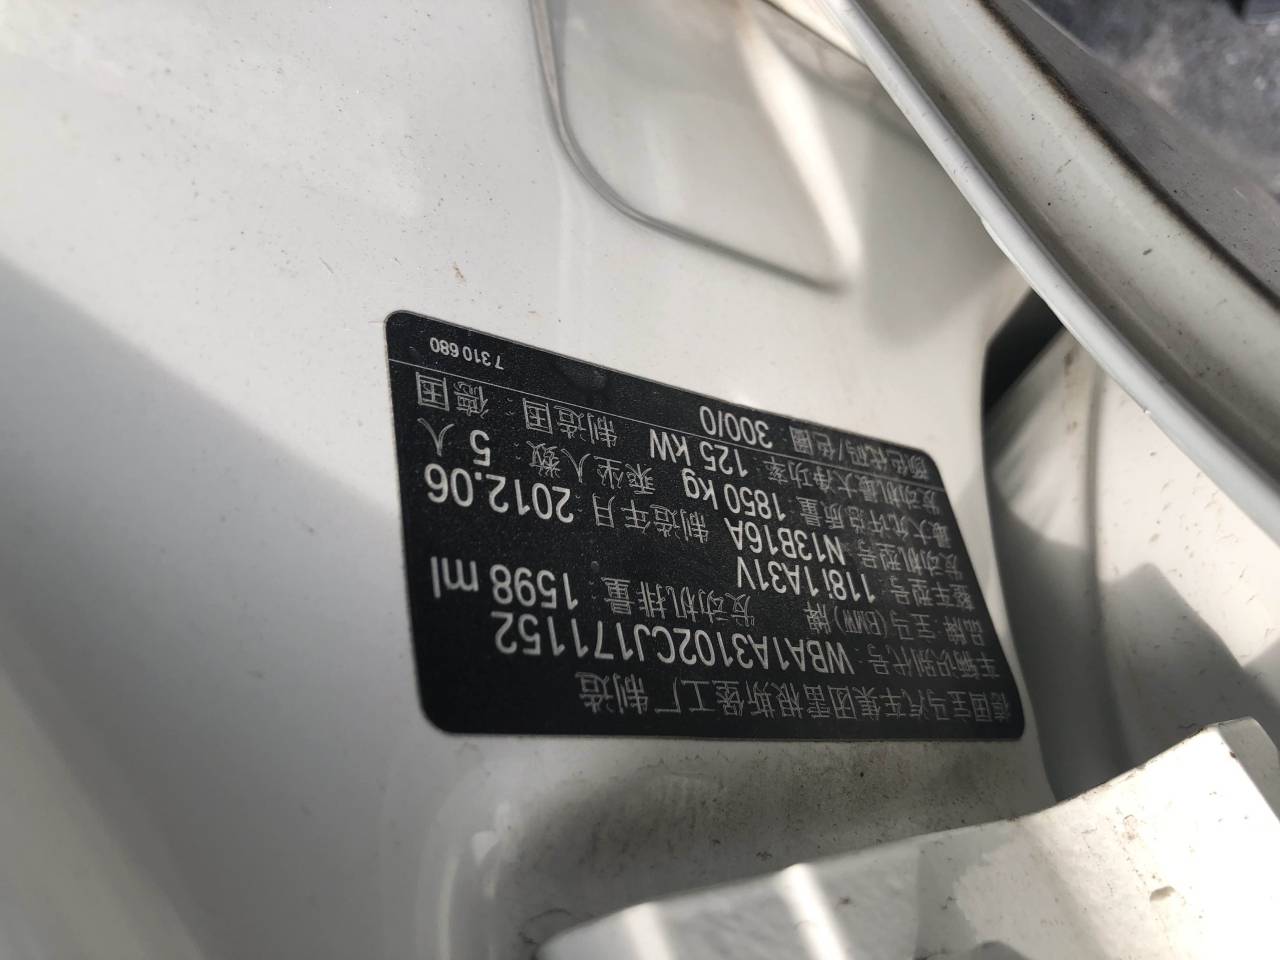 德国宝马汽车集团雷根斯堡工厂 制造
车辆识别代号: WBA1A3102CJ171152
品牌: 宝马(BMW)牌 发动机排量: 1598 ml
整车型号: 118i 1A31V
发动机型号: N13B16A 制造年月: 2012.06
最大允许总质量: 1850 kg 乘坐人数: 5 人
发动机最大净功率: 125 kW 制造国: 德国
颜色代码/色圈: 300/0
7 310 680